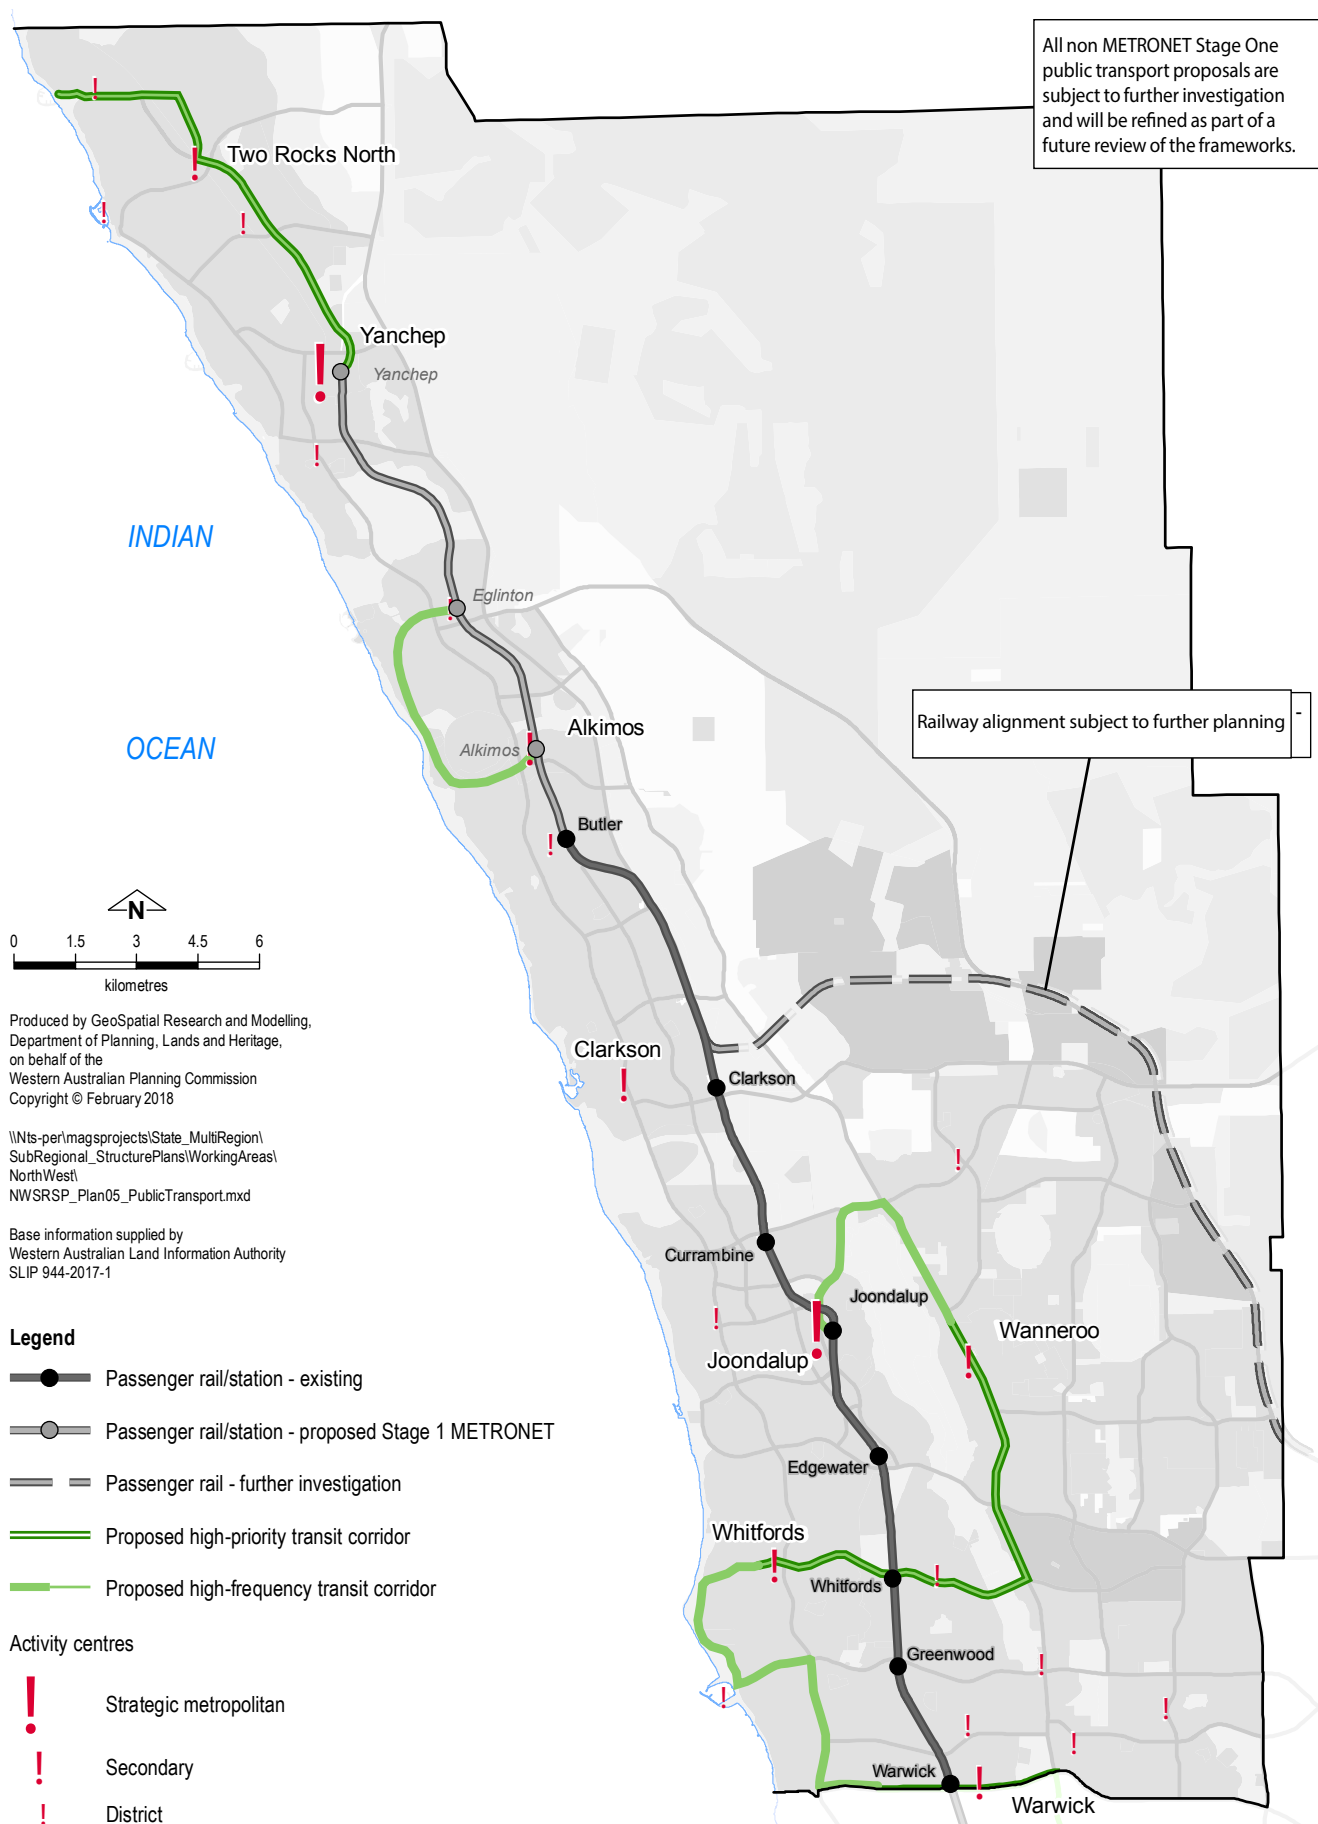 All non METRONET Stage One
public transport proposals are
subject to further investigation
and will be refined as part of a
future review of the frameworks.
Two Rocks North
Yanchep
Yanchep
INDIAN
Eglinton
Railway alignment subject to further planning
-
Alkimos
OCEAN
Alkimos
Butler
N
0 1.5 3 4.5 6
kilometres
Produced by GeoSpatial Research and Modelling,
Department of Planning, Lands and Heritage,
on behalf of the
Western Australian Planning Commission
Copyright © February 2018
Clarkson
Clarkson
\\Nts-per\magsprojects\State_MultiRegion\
SubRegional_StructurePlans\WorkingAreas\
NorthWest\
NWSRSP_Plan05_PublicTransport.mxd
Base information supplied by
Western Australian Land Information Authority
SLIP 944-2017-1
Currambine
Joondalup
Wanneroo
Joondalup
Edgewater
Whitfords
Whitfords
Greenwood
Warwick
Warwick
Legend
Passenger rail/station - existing
Passenger rail/station - proposed Stage 1 METRONET
Passenger rail - further investigation
Proposed high-priority transit corridor
Proposed high-frequency transit corridor
Activity centres
Strategic metropolitan
Secondary
District